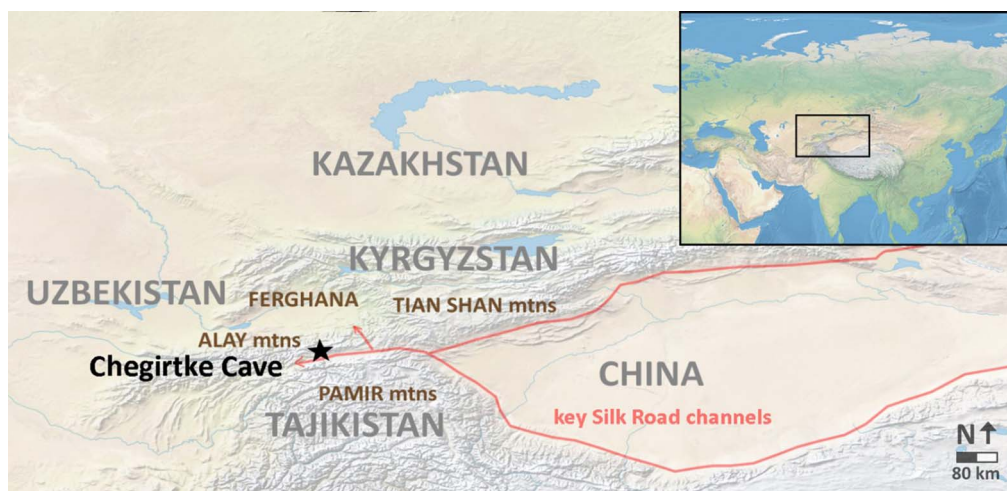 KAZAKHSTAN
KYRGYZSTAN
UZBEKISTAN
FERGHANA
TIAN SHAN mtns
ALAY mtns
Chegirtke Cave
CHINA
PAMIR mtns
key Silk Road channels
TAJIKISTAN
N
80 km